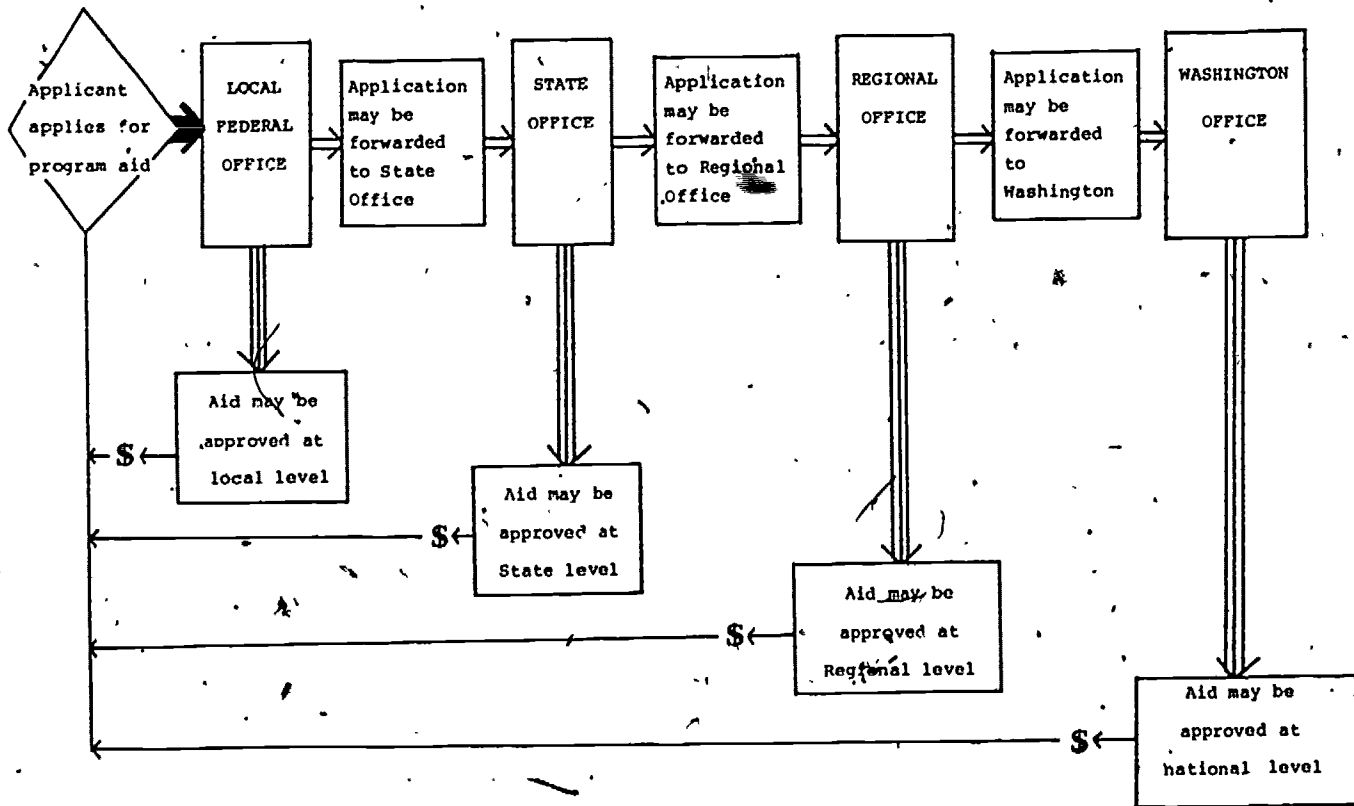 Applicant
applies for
program aid
LOCAL
FEDERAL
OFFICE
Application
may be
forwarded
to State
Office
STATE
OFFICE
Application
may be
forwarded
to Regional
Office
REGIONAL
OFFICE
Application
may be
forwarded
to
Washington
WASHINGTON
OFFICE
Aid may be
approved at
local level
$
Aid may be
approved at
State level
$
Aid may be
approved at
Regional level
$
Aid may be
approved at
national level
$